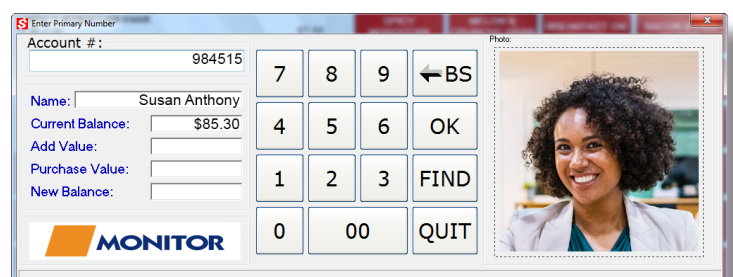 Enter Primary Number
Account #:
984515
Photo:
7 8 9 BS
Name: Susan Anthony
Current Balance: $85.30
4 5 6 OK
Add Value:
Purchase Value:
1 2 3 FIND
New Balance:
0 00 QUIT
MONITOR